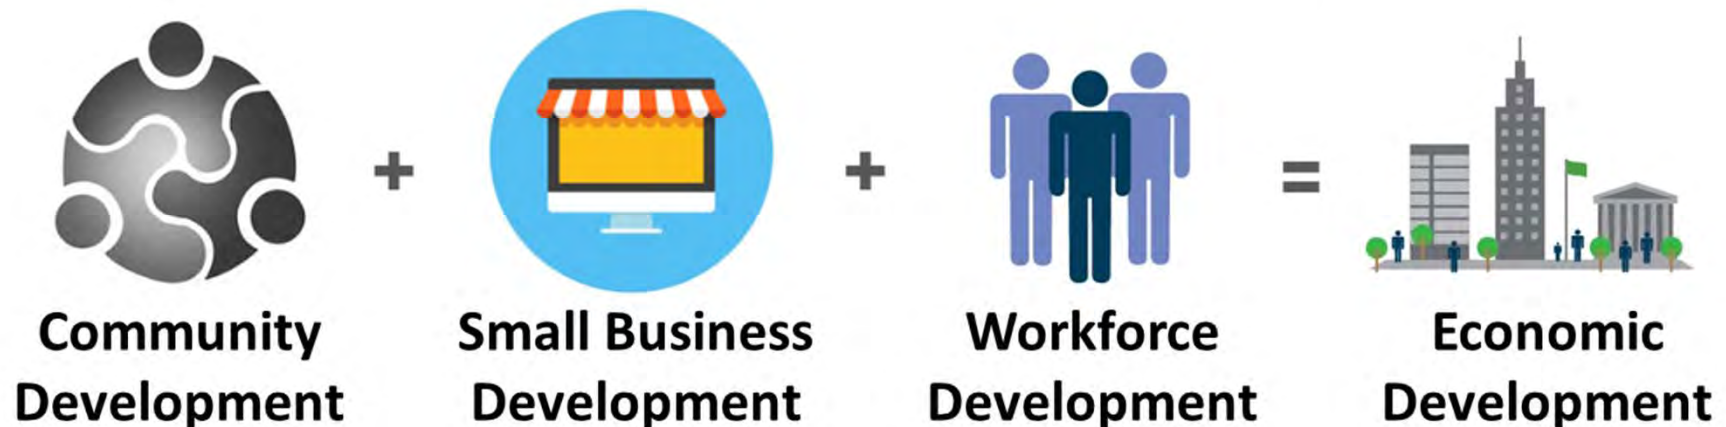 Community
Development
+
Small Business
Development
+
Workforce
Development
=
Economic
Development